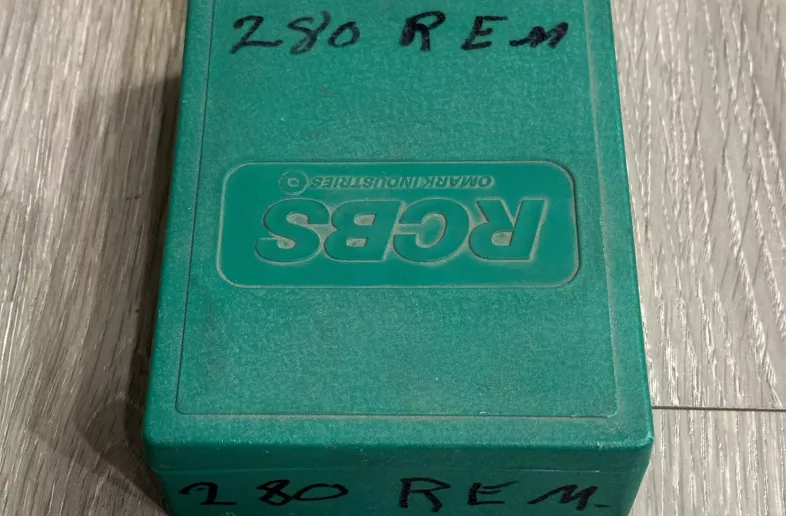 280 REM
OMARK INDUSTRIES
RCBS
280 REM.